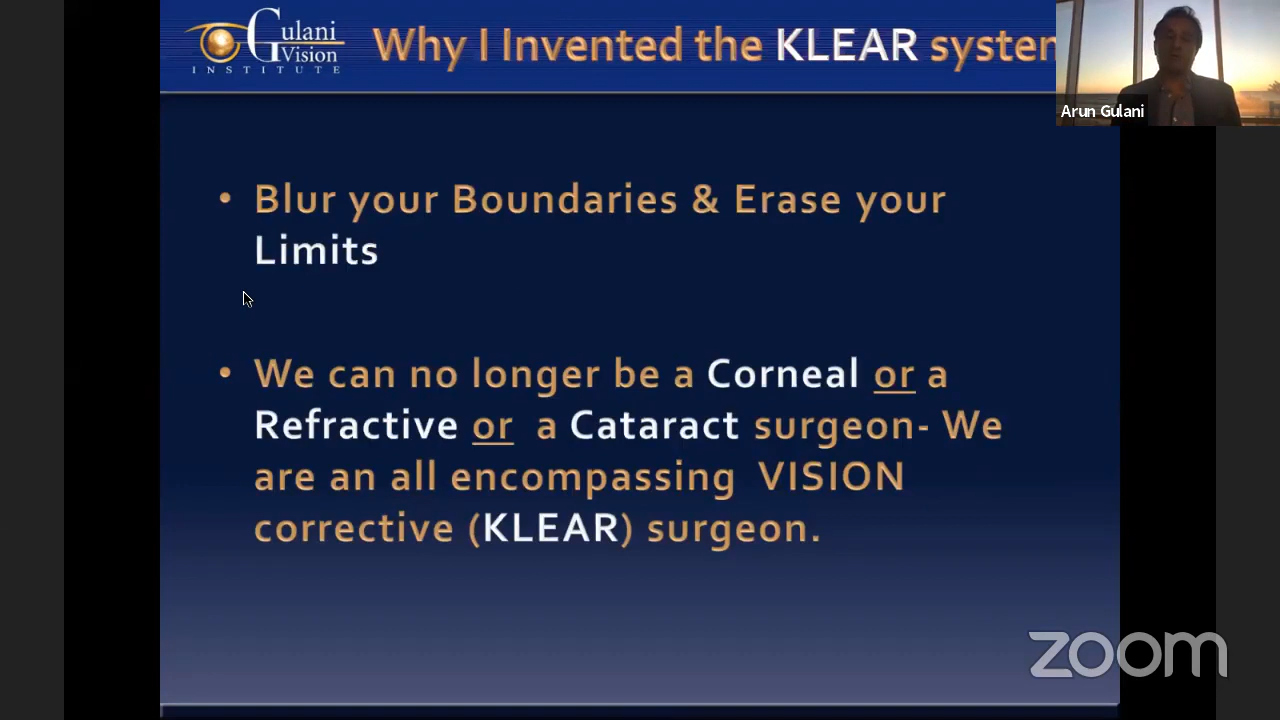 Gulani
Vision
INSTITUTE
Why I Invented the KLEAR system
Arun Gulani
• Blur your Boundaries & Erase your
Limits
• We can no longer be a Corneal or a
Refractive or a Cataract surgeon- We
are an all encompassing VISION
corrective (KLEAR) surgeon.
zoom